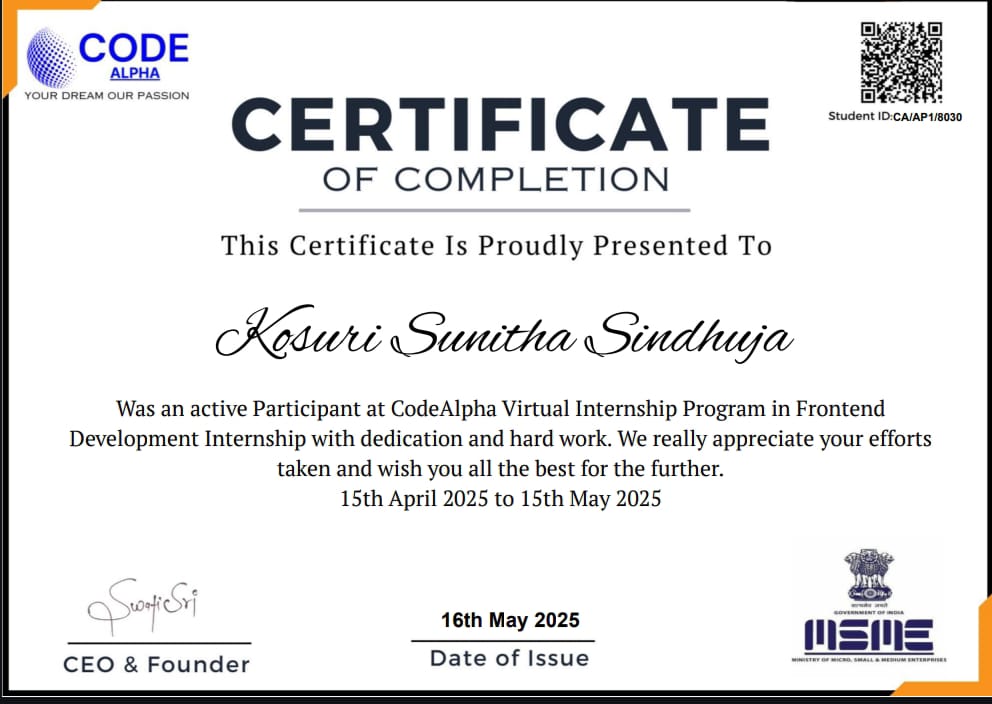 CODE
ALPHA
YOUR DREAM OUR PASSION
Student ID:CA/AP1/8030
CERTIFICATE
OF COMPLETION
This Certificate Is Proudly Presented To
Kosuri Sunitha Sindhuja
Was an active Participant at CodeAlpha Virtual Internship Program in Frontend
Development Internship with dedication and hard work. We really appreciate your efforts
taken and wish you all the best for the further.
15th April 2025 to 15th May 2025
SwatiSri
CEO & Founder
16th May 2025
Date of Issue
सत्यमेव जयते
GOVERNMENT OF INDIA
MSME
MINISTRY OF MICRO, SMALL & MEDIUM ENTERPRISES